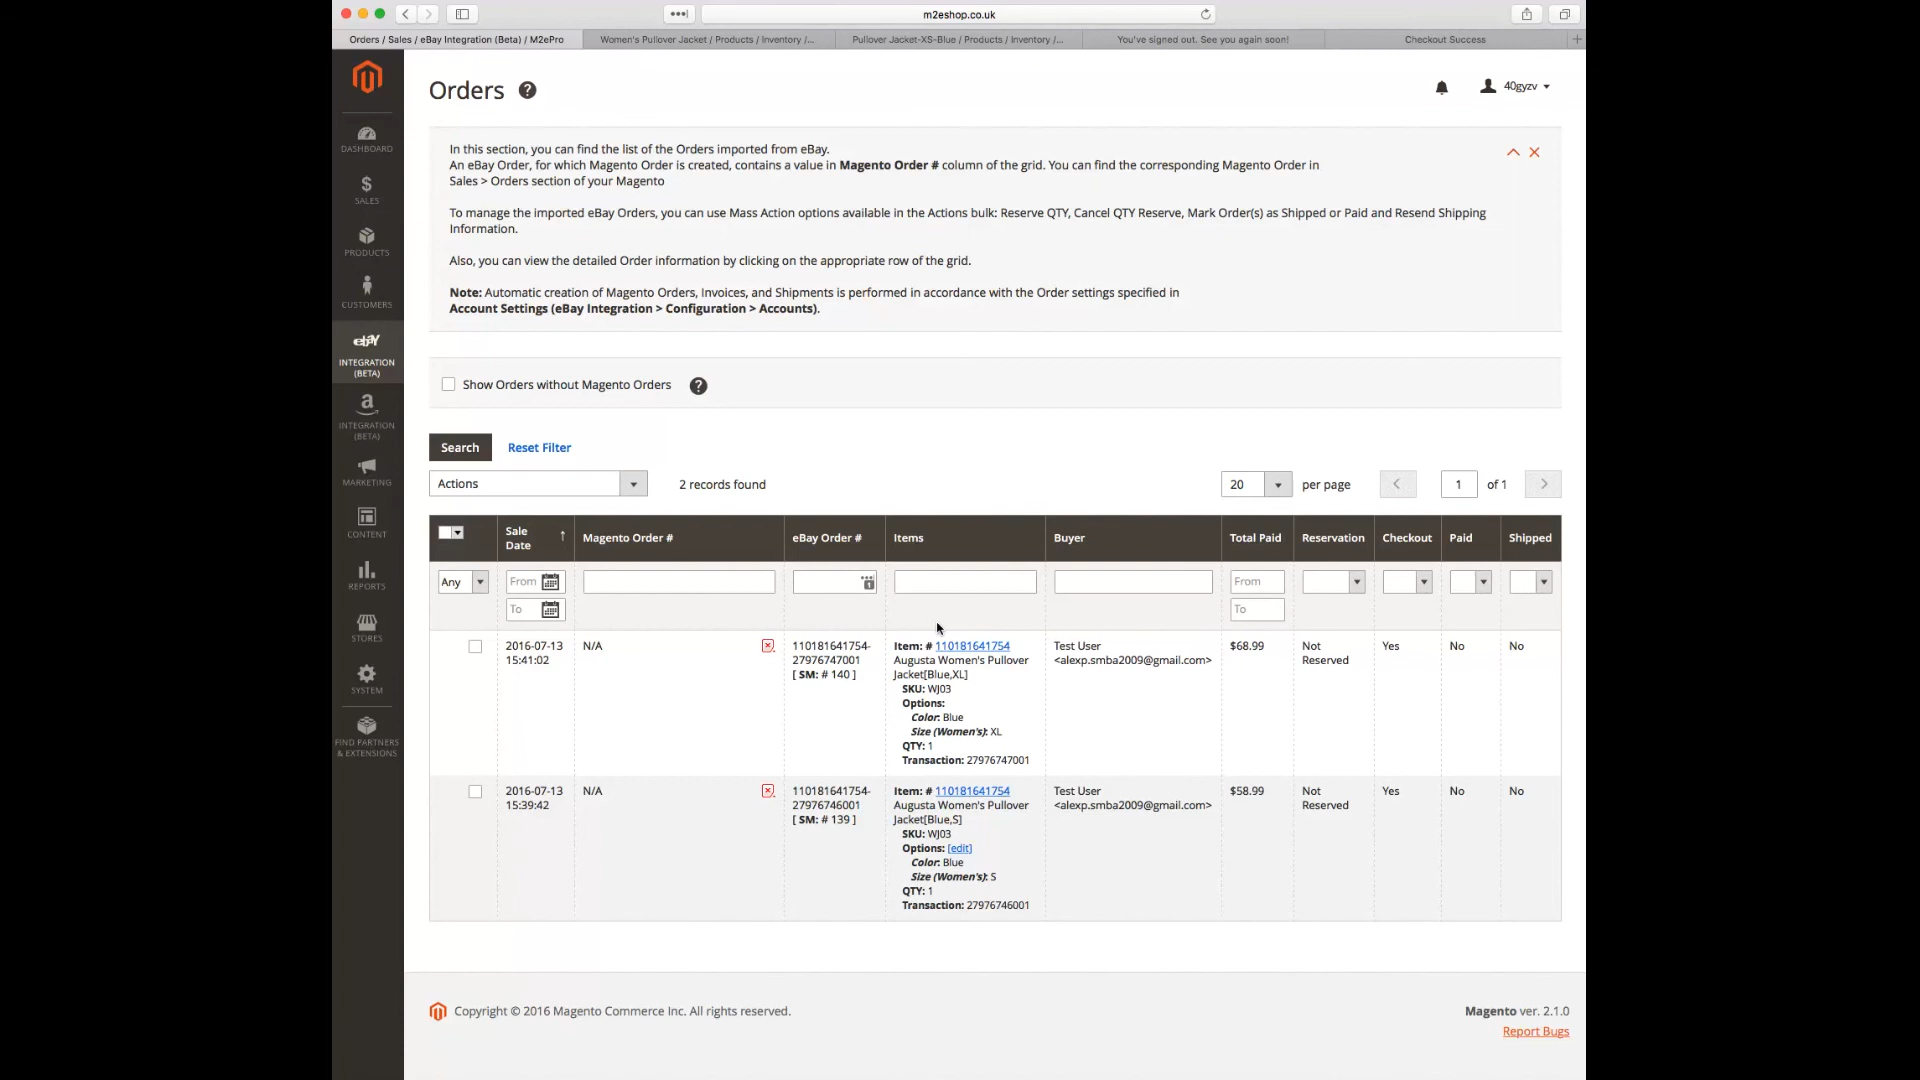 m2eshop.co.uk
Orders / Sales / eBay Integration (Beta) / M2ePro
Women's Pullover Jacket / Products / Inventory /...
Pullover Jacket-XS-Blue / Products / Inventory /...
You've signed out. See you again soon!
Checkout Success
Orders
40gyzv
DASHBOARD
SALES
PRODUCTS
CUSTOMERS
ebay
INTEGRATION
(BETA)
INTEGRATION
(BETA)
MARKETING
CONTENT
REPORTS
STORES
SYSTEM
FIND PARTNERS
& EXTENSIONS
In this section, you can find the list of the Orders imported from eBay.
An eBay Order, for which Magento Order is created, contains a value in Magento Order # column of the grid. You can find the corresponding Magento Order in
Sales > Orders section of your Magento
To manage the imported eBay Orders, you can use Mass Action options available in the Actions bulk: Reserve QTY, Cancel QTY Reserve, Mark Order(s) as Shipped or Paid and Resend Shipping
Information.
Also, you can view the detailed Order information by clicking on the appropriate row of the grid.
Note: Automatic creation of Magento Orders, Invoices, and Shipments is performed in accordance with the Order settings specified in
Account Settings (eBay Integration > Configuration > Accounts).
Show Orders without Magento Orders
Search Reset Filter
Actions 2 records found 20 per page 1 of 1
Sale Date Magento Order # eBay Order # Items Buyer Total Paid Reservation Checkout Paid Shipped
Any From From
To To
2016-07-13
15:41:02
N/A
110181641754-
27976747001
[ SM: # 140 ]
Item: # 110181641754
Augusta Women's Pullover
Jacket[Blue,XL]
SKU: WJ03
Options:
Color: Blue
Size (Women's): XL
QTY: 1
Transaction: 27976747001
Test User
<alexp.smba2009@gmail.com>
$68.99
Not
Reserved
Yes
No
No
2016-07-13
15:39:42
N/A
110181641754-
27976746001
[ SM: # 139 ]
Item: # 110181641754
Augusta Women's Pullover
Jacket[Blue,S]
SKU: WJ03
Options: [edit]
Color: Blue
Size (Women's): S
QTY: 1
Transaction: 27976746001
Test User
<alexp.smba2009@gmail.com>
$58.99
Not
Reserved
Yes
No
No
Copyright © 2016 Magento Commerce Inc. All rights reserved.
Magento ver. 2.1.0
Report Bugs